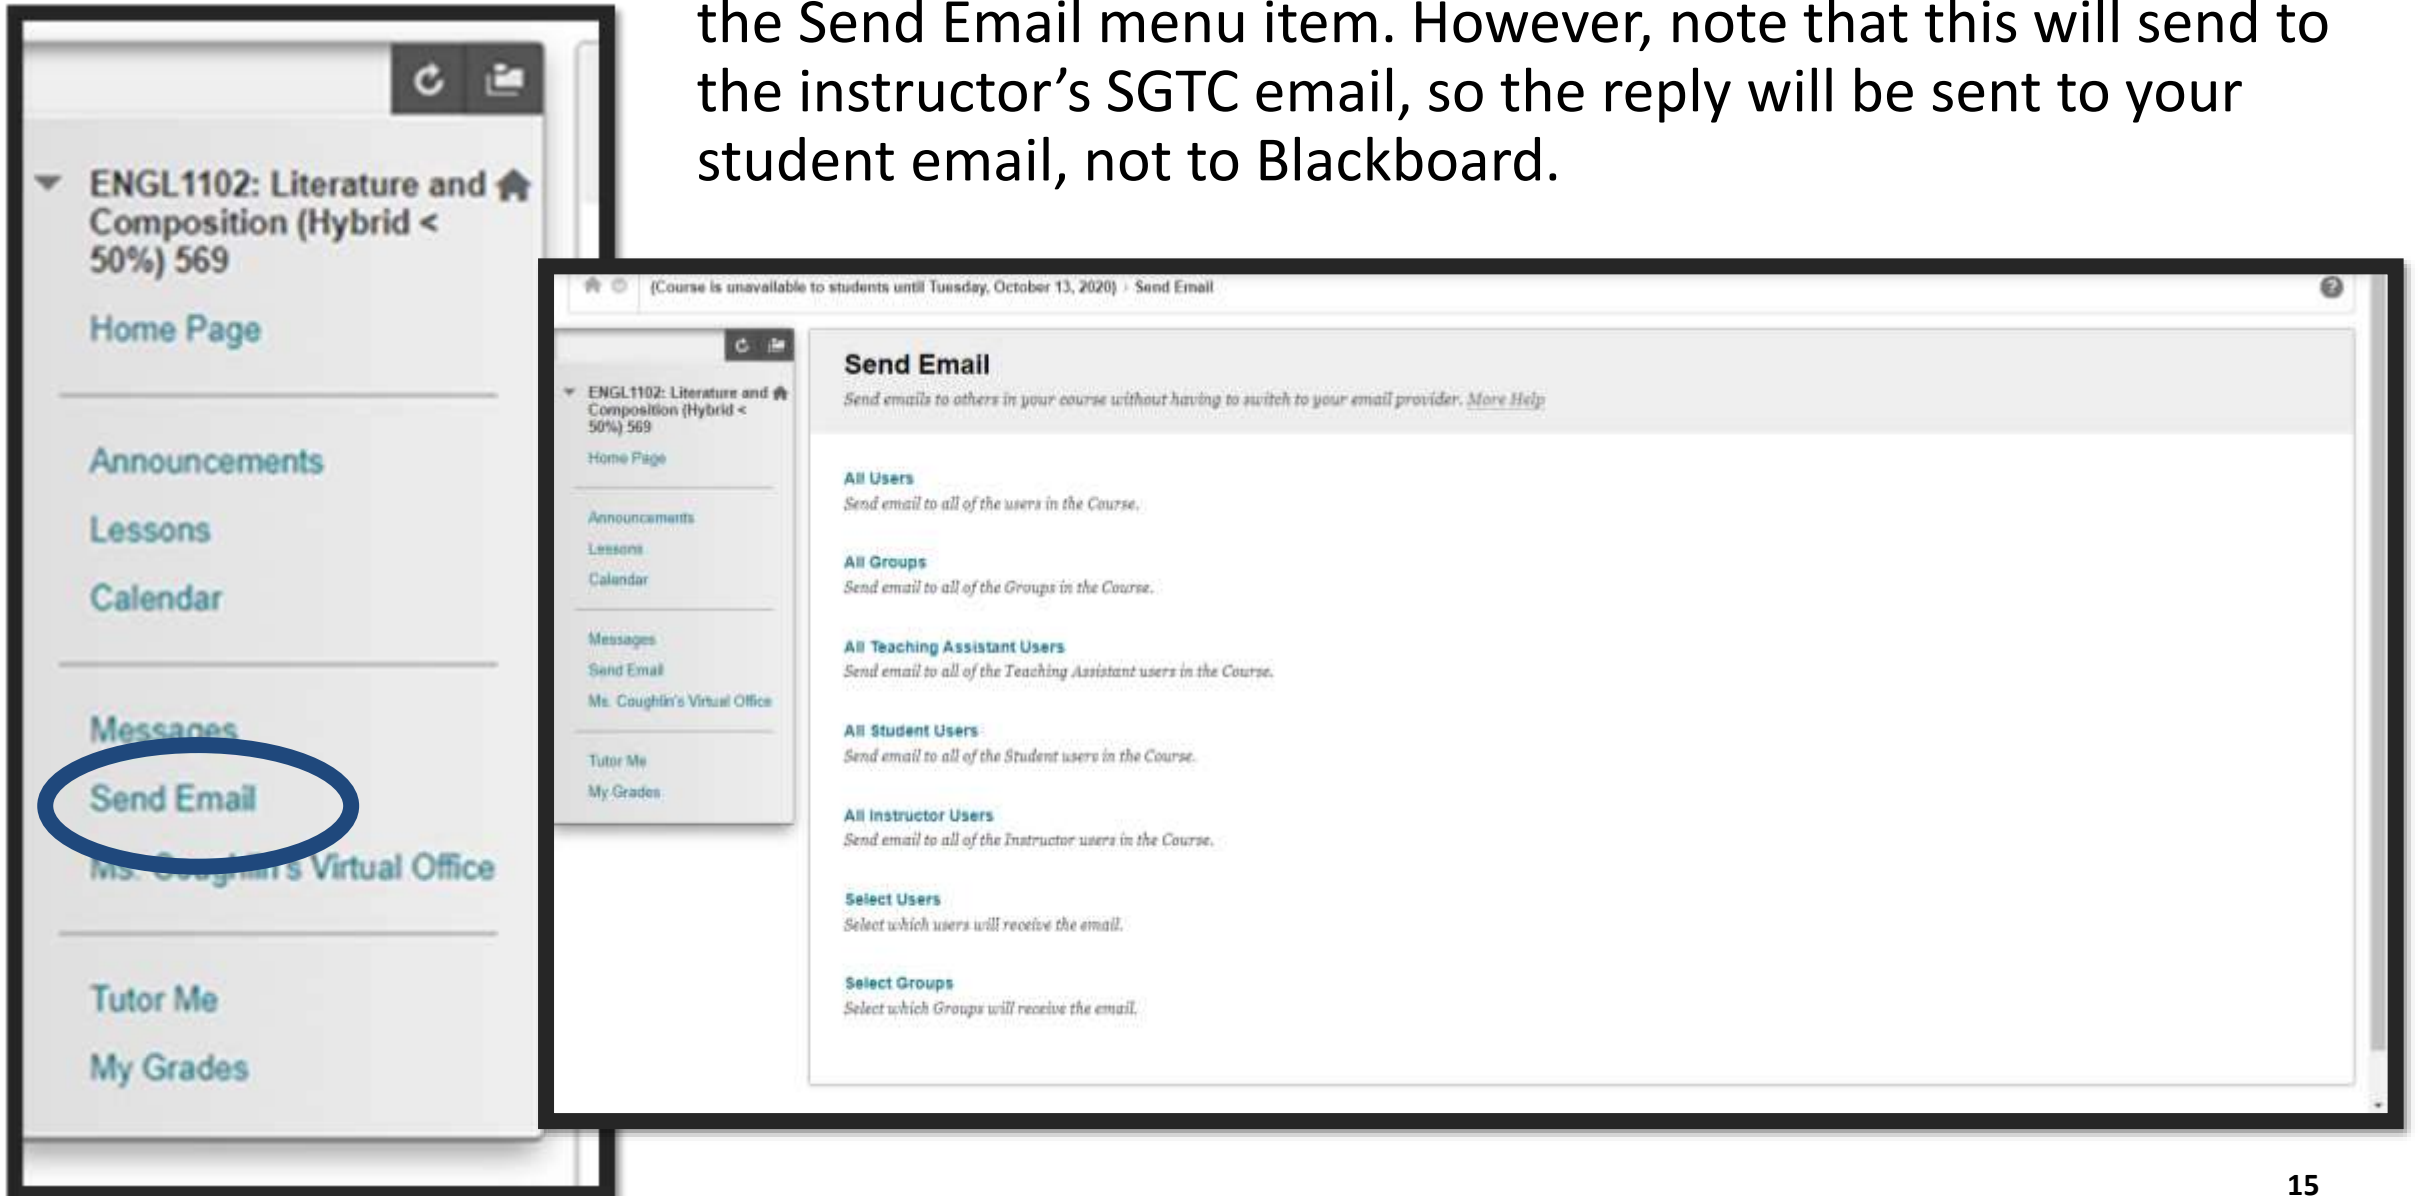 the Send Email menu item. However, note that this will send to
the instructor’s SGTC email, so the reply will be sent to your
student email, not to Blackboard.
ENGL1102: Literature and
Composition (Hybrid <
50%) 569
Home Page
Announcements
Lessons
Calendar
Messages
Send Email
Ms. Coughlin's Virtual Office
Tutor Me
My Grades
(Course is unavailable to students until Tuesday, October 13, 2020) › Send Email
ENGL1102: Literature and
Composition (Hybrid <
50%) 569
Home Page
Announcements
Lessons
Calendar
Messages
Send Email
Ms. Coughlin's Virtual Office
Tutor Me
My Grades
Send Email
Send emails to others in your course without having to switch to your email provider. More Help
All Users
Send email to all of the users in the Course.
All Groups
Send email to all of the Groups in the Course.
All Teaching Assistant Users
Send email to all of the Teaching Assistant users in the Course.
All Student Users
Send email to all of the Student users in the Course.
All Instructor Users
Send email to all of the Instructor users in the Course.
Select Users
Select which users will receive the email.
Select Groups
Select which Groups will receive the email.
15